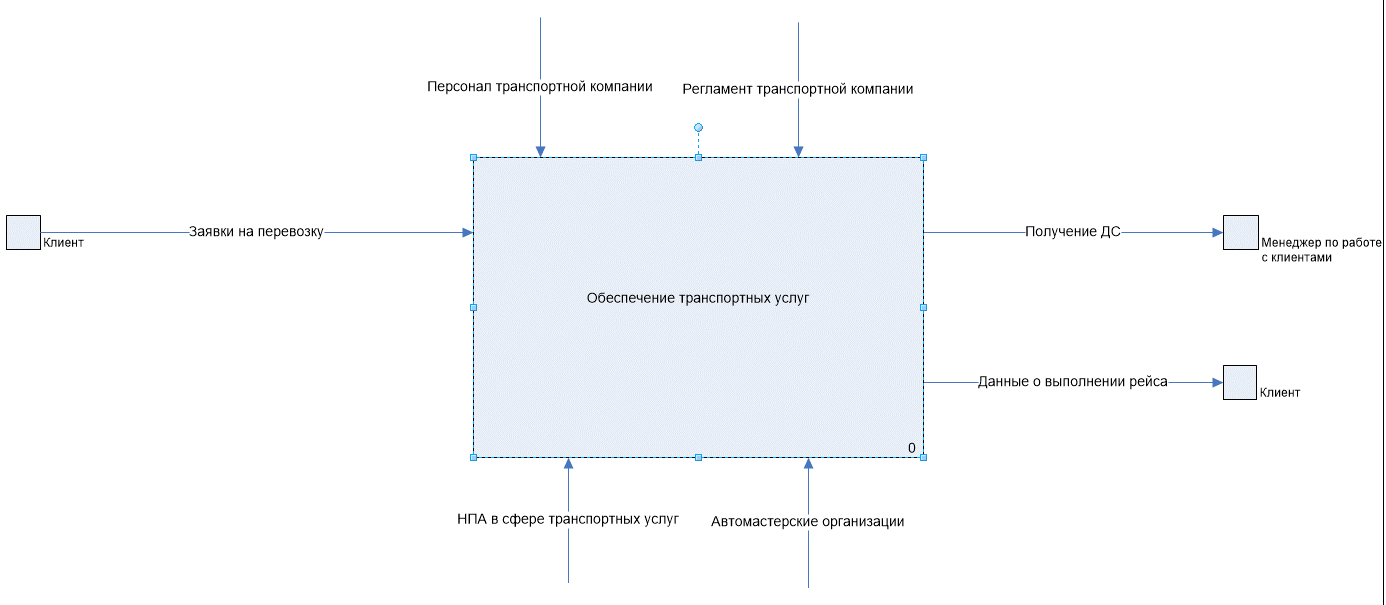 Персонал транспортной компании
Регламент транспортной компании
Заявки на перевозку
Клиент
Получение ДС
Менеджер по работе
с клиентами
Обеспечение транспортных услуг
Данные о выполнении рейса
Клиент
0
НПА в сфере транспортных услуг
Автомастерские организации